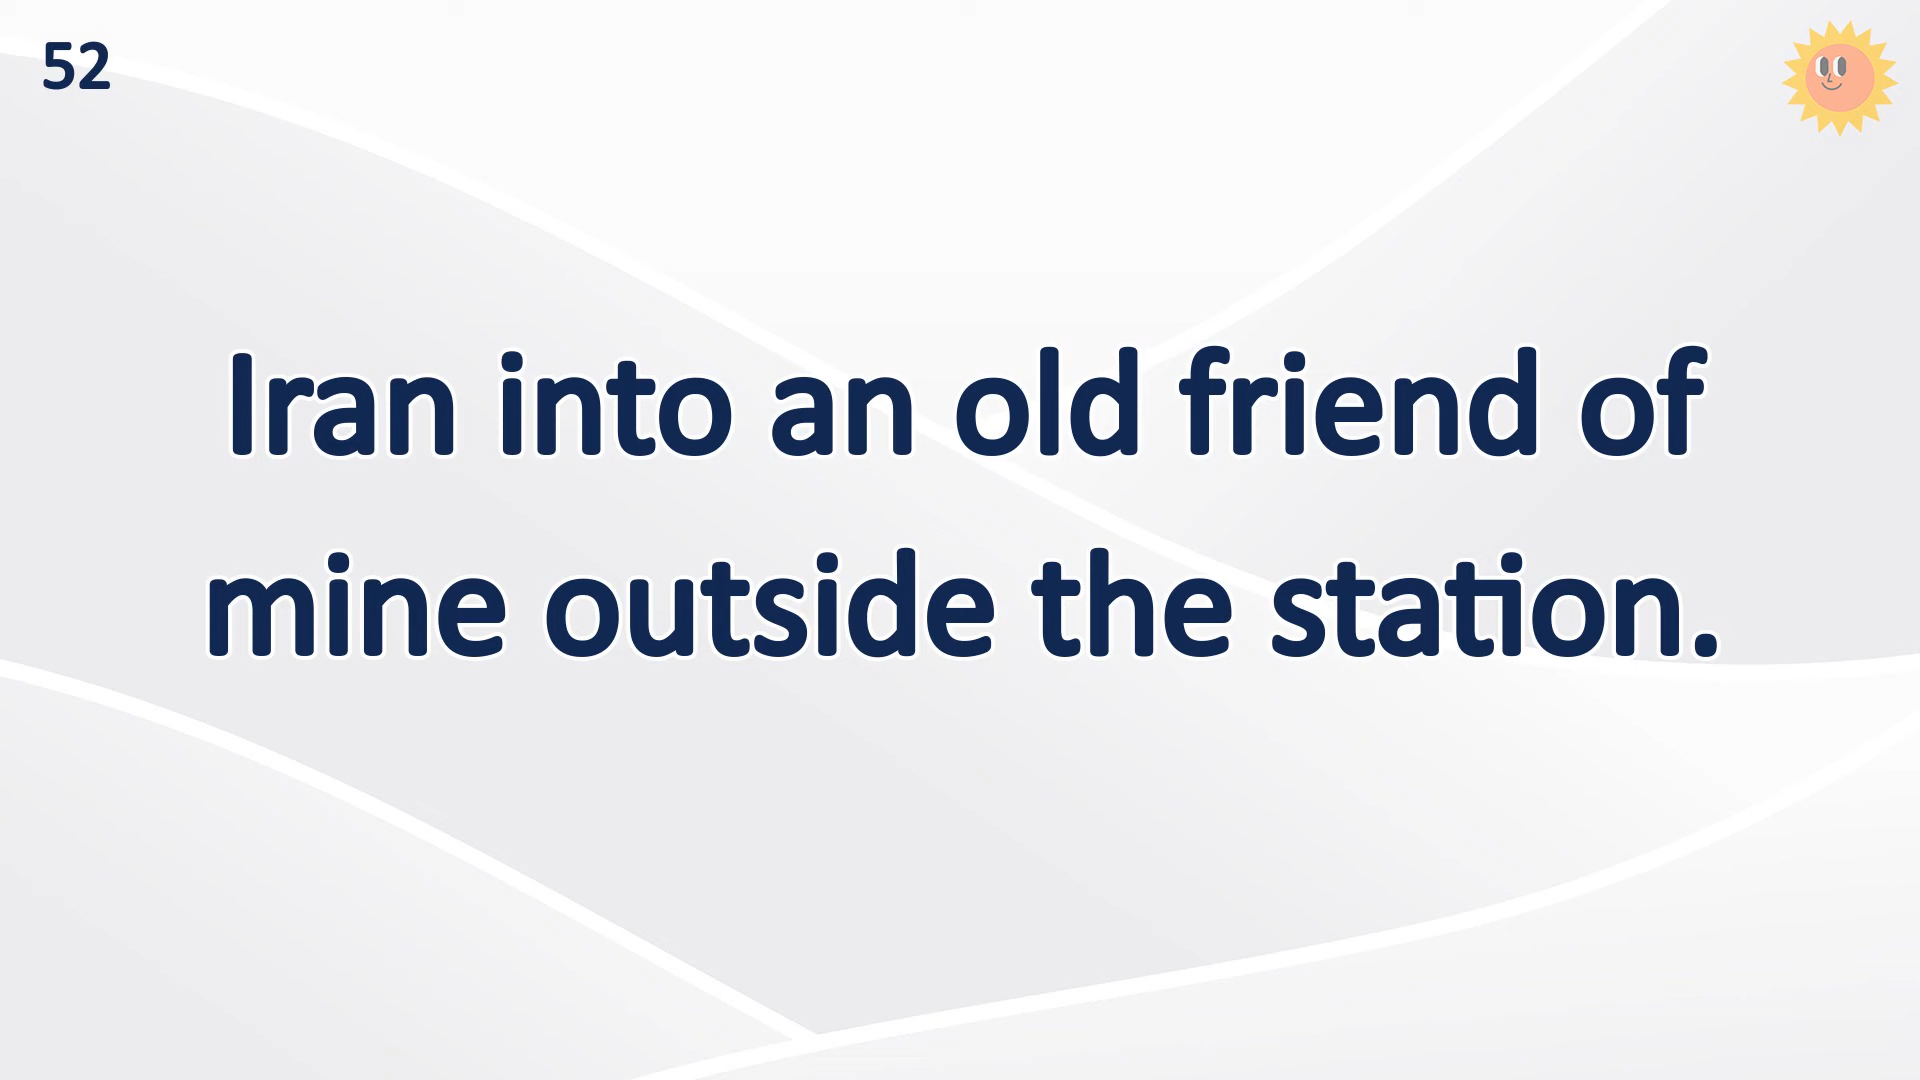 52
Iran into an old friend of
mine outside the station.